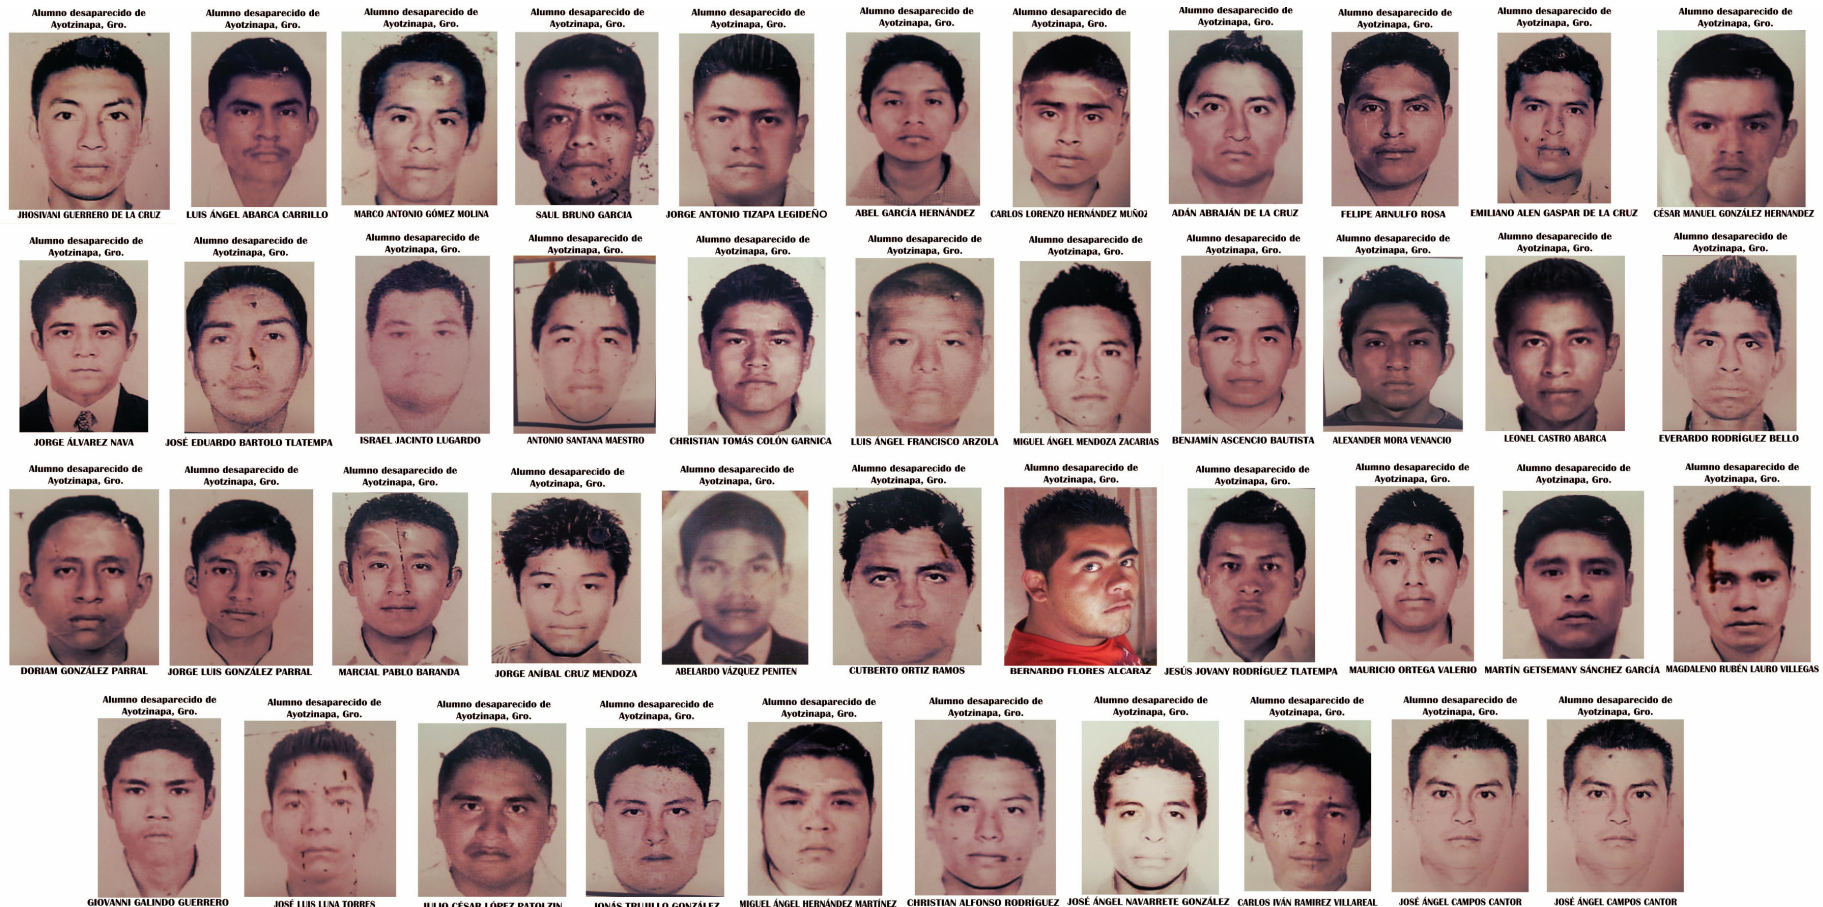 Alumno desaparecido de
Ayotzinapa, Gro.
JHOSIVANI GUERRERO DE LA CRUZ
Alumno desaparecido de
Ayotzinapa, Gro.
LUIS ÁNGEL ABARCA CARRILLO
Alumno desaparecido de
Ayotzinapa, Gro.
MARCO ANTONIO GÓMEZ MOLINA
Alumno desaparecido de
Ayotzinapa, Gro.
SAUL BRUNO GARCIA
Alumno desaparecido de
Ayotzinapa, Gro.
JORGE ANTONIO TIZAPA LEGIDEÑO
Alumno desaparecido de
Ayotzinapa, Gro.
ABEL GARCÍA HERNÁNDEZ
Alumno desaparecido de
Ayotzinapa, Gro.
CARLOS LORENZO HERNÁNDEZ MUÑOZ
Alumno desaparecido de
Ayotzinapa, Gro.
ADÁN ABRAJÁN DE LA CRUZ
Alumno desaparecido de
Ayotzinapa, Gro.
FELIPE ARNULFO ROSA
Alumno desaparecido de
Ayotzinapa, Gro.
EMILIANO ALEN GASPAR DE LA CRUZ
Alumno desaparecido de
Ayotzinapa, Gro.
CÉSAR MANUEL GONZÁLEZ HERNANDEZ
Alumno desaparecido de
Ayotzinapa, Gro.
JORGE ÁLVAREZ NAVA
Alumno desaparecido de
Ayotzinapa, Gro.
JOSÉ EDUARDO BARTOLO TLATEMPA
Alumno desaparecido de
Ayotzinapa, Gro.
ISRAEL JACINTO LUGARDO
Alumno desaparecido de
Ayotzinapa, Gro.
ANTONIO SANTANA MAESTRO
Alumno desaparecido de
Ayotzinapa, Gro.
CHRISTIAN TOMÁS COLÓN GARNICA
Alumno desaparecido de
Ayotzinapa, Gro.
LUIS ÁNGEL FRANCISCO ARZOLA
Alumno desaparecido de
Ayotzinapa, Gro.
MIGUEL ÁNGEL MENDOZA ZACARIAS
Alumno desaparecido de
Ayotzinapa, Gro.
BENJAMÍN ASCENCIO BAUTISTA
Alumno desaparecido de
Ayotzinapa, Gro.
ALEXANDER MORA VENANCIO
Alumno desaparecido de
Ayotzinapa, Gro.
LEONEL CASTRO ABARCA
Alumno desaparecido de
Ayotzinapa, Gro.
EVERARDO RODRÍGUEZ BELLO
Alumno desaparecido de
Ayotzinapa, Gro.
DORIAM GONZÁLEZ PARRAL
Alumno desaparecido de
Ayotzinapa, Gro.
JORGE LUIS GONZÁLEZ PARRAL
Alumno desaparecido de
Ayotzinapa, Gro.
MARCIAL PABLO BARANDA
Alumno desaparecido de
Ayotzinapa, Gro.
JORGE ANÍBAL CRUZ MENDOZA
Alumno desaparecido de
Ayotzinapa, Gro.
ABELARDO VÁZQUEZ PENITEN
Alumno desaparecido de
Ayotzinapa, Gro.
CUTBERTO ORTIZ RAMOS
Alumno desaparecido de
Ayotzinapa, Gro.
BERNARDO FLORES ALCARAZ
Alumno desaparecido de
Ayotzinapa, Gro.
JESÚS JOVANY RODRÍGUEZ TLATEMPA
Alumno desaparecido de
Ayotzinapa, Gro.
MAURICIO ORTEGA VALERIO
Alumno desaparecido de
Ayotzinapa, Gro.
MARTÍN GETSEMANY SÁNCHEZ GARCÍA
Alumno desaparecido de
Ayotzinapa, Gro.
MAGDALENO RUBÉN LAURO VILLEGAS
Alumno desaparecido de
Ayotzinapa, Gro.
GIOVANNI GALINDO GUERRERO
Alumno desaparecido de
Ayotzinapa, Gro.
JOSÉ LUIS LUNA TORRES
Alumno desaparecido de
Ayotzinapa, Gro.
JULIO CÉSAR LÓPEZ PATOLZIN
Alumno desaparecido de
Ayotzinapa, Gro.
JONÁS TRUJILLO GONZÁLEZ
Alumno desaparecido de
Ayotzinapa, Gro.
MIGUEL ÁNGEL HERNÁNDEZ MARTÍNEZ
Alumno desaparecido de
Ayotzinapa, Gro.
CHRISTIAN ALFONSO RODRÍGUEZ
Alumno desaparecido de
Ayotzinapa, Gro.
JOSÉ ÁNGEL NAVARRETE GONZÁLEZ
Alumno desaparecido de
Ayotzinapa, Gro.
CARLOS IVÁN RAMIREZ VILLAREAL
Alumno desaparecido de
Ayotzinapa, Gro.
JOSÉ ÁNGEL CAMPOS CANTOR
Alumno desaparecido de
Ayotzinapa, Gro.
JOSÉ ÁNGEL CAMPOS CANTOR